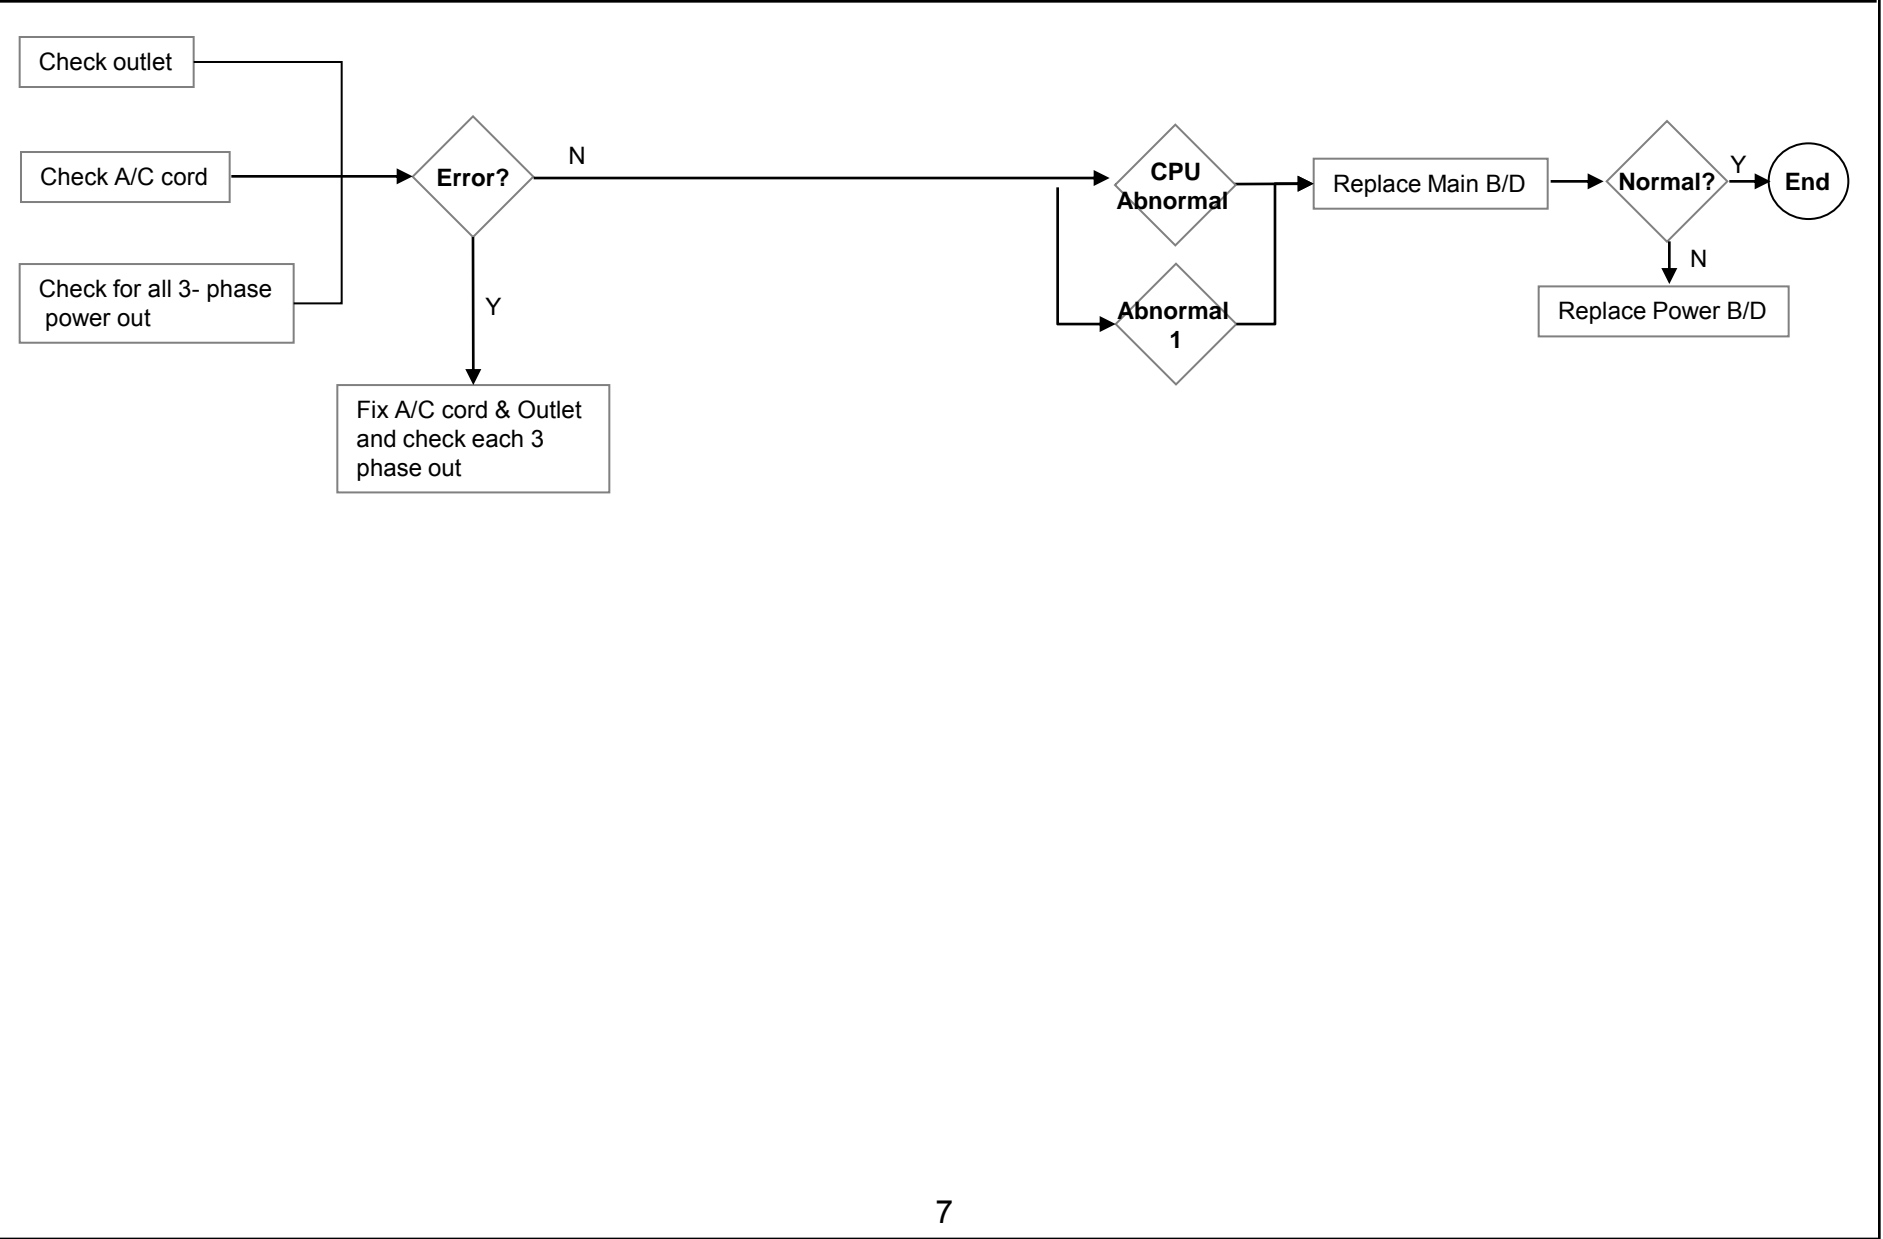 Check outlet
Check A/C cord
Check for all 3- phase
power out
Error?
N
Y
Fix A/C cord & Outlet
and check each 3
phase out
CPU
Abnormal
Abnormal
1
Replace Main B/D
Normal?
Y
End
N
Replace Power B/D
7